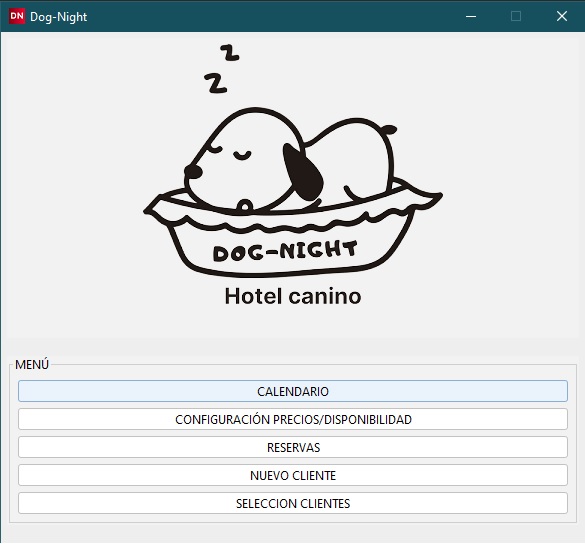 DN Dog-Night
z
z
DOG-NIGHT
Hotel canino
MENÚ
CALENDARIO
CONFIGURACIÓN PRECIOS/DISPONIBILIDAD
RESERVAS
NUEVO CLIENTE
SELECCION CLIENTES